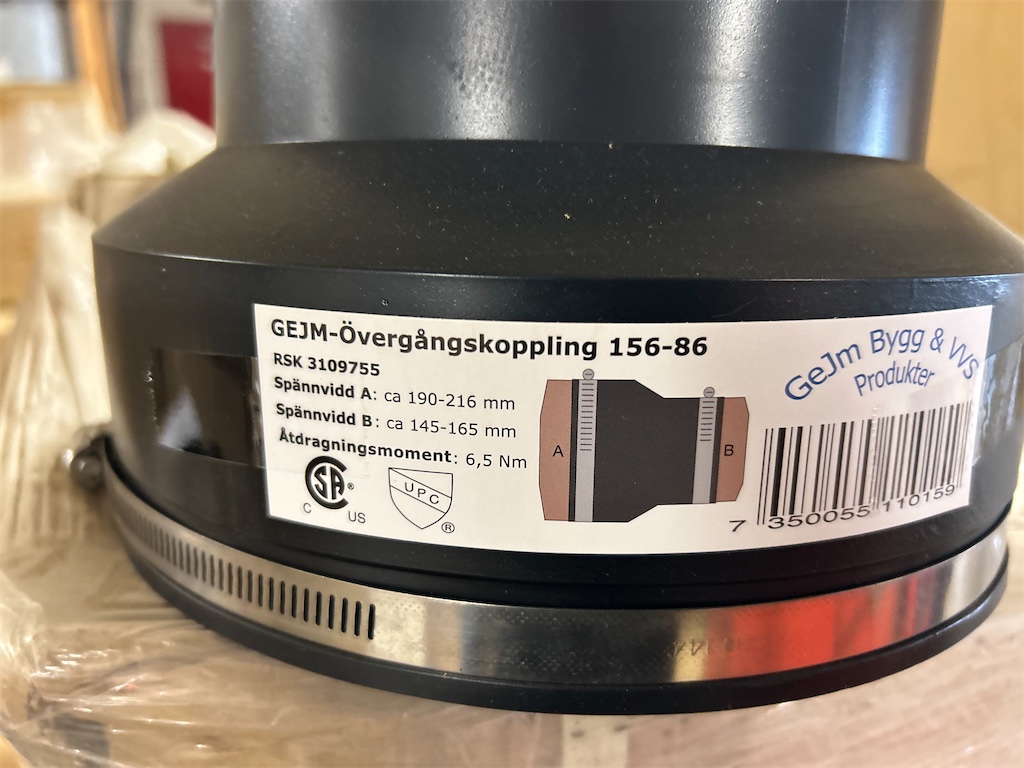 GEJM-Övergångskoppling 156-86
RSK 3109755
Spännvidd A: ca 190-216 mm
Spännvidd B: ca 145-165 mm
Åtdragningsmoment: 6,5 Nm
SA ®
C US
UPC
®
A
B
GeJm Bygg & VVS
Produkter
7 350055 110159